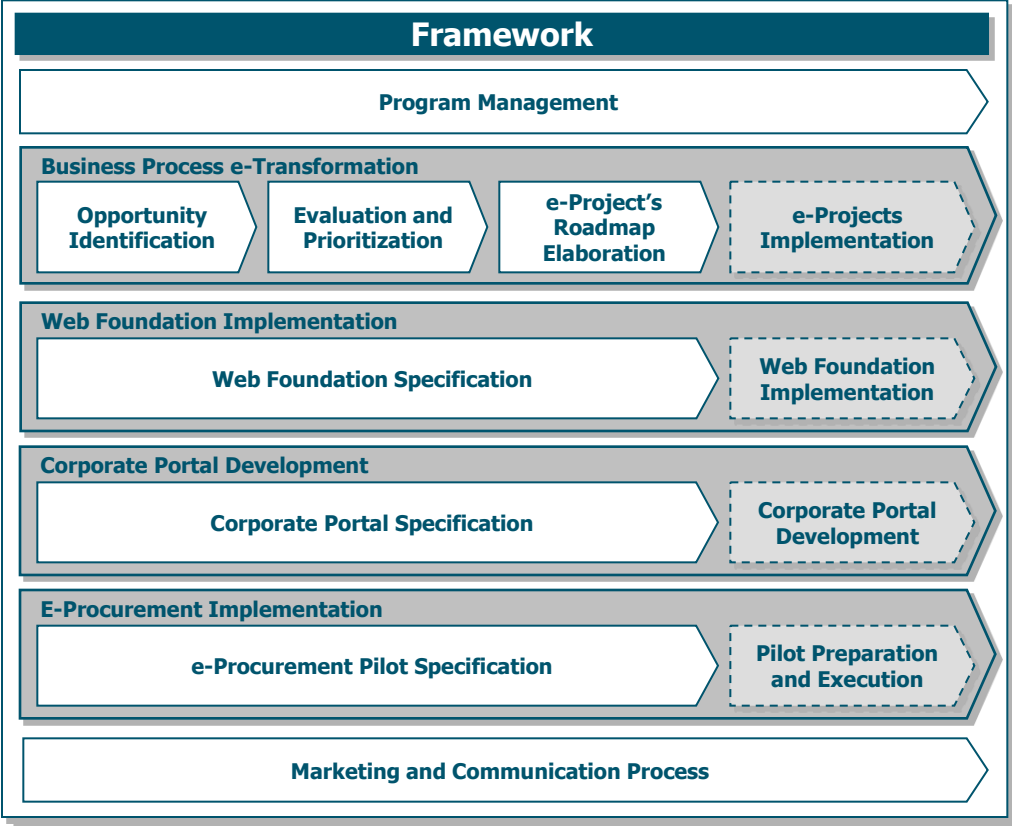 Framework
Program Management
Business Process e-Transformation
Opportunity
Identification
Evaluation and
Prioritization
e-Project’s
Roadmap
Elaboration
e-Projects
Implementation
Web Foundation Implementation
Web Foundation Specification
Web Foundation
Implementation
Corporate Portal Development
Corporate Portal Specification
Corporate Portal
Development
E-Procurement Implementation
e-Procurement Pilot Specification
Pilot Preparation
and Execution
Marketing and Communication Process